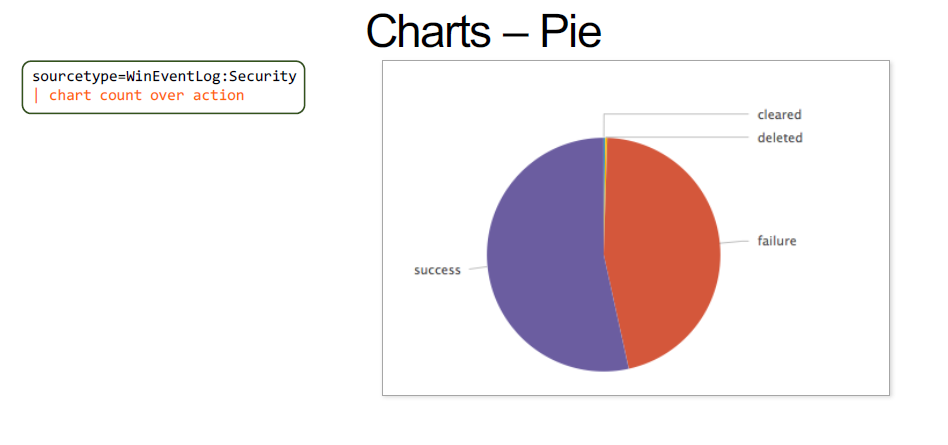 Charts – Pie
sourcetype=WinEventLog:Security
| chart count over action
cleared
deleted
failure
success